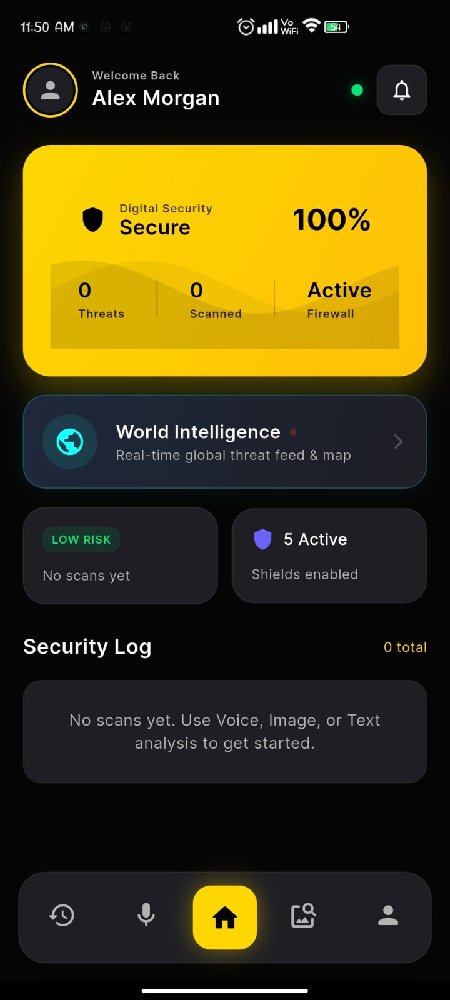 11:50 AM
Vo
WiFi
54
Welcome Back
Alex Morgan
Digital Security
Secure
100%
0
Threats
0
Scanned
Active
Firewall
World Intelligence
Real-time global threat feed & map
LOW RISK
No scans yet
5 Active
Shields enabled
Security Log
0 total
No scans yet. Use Voice, Image, or Text
analysis to get started.